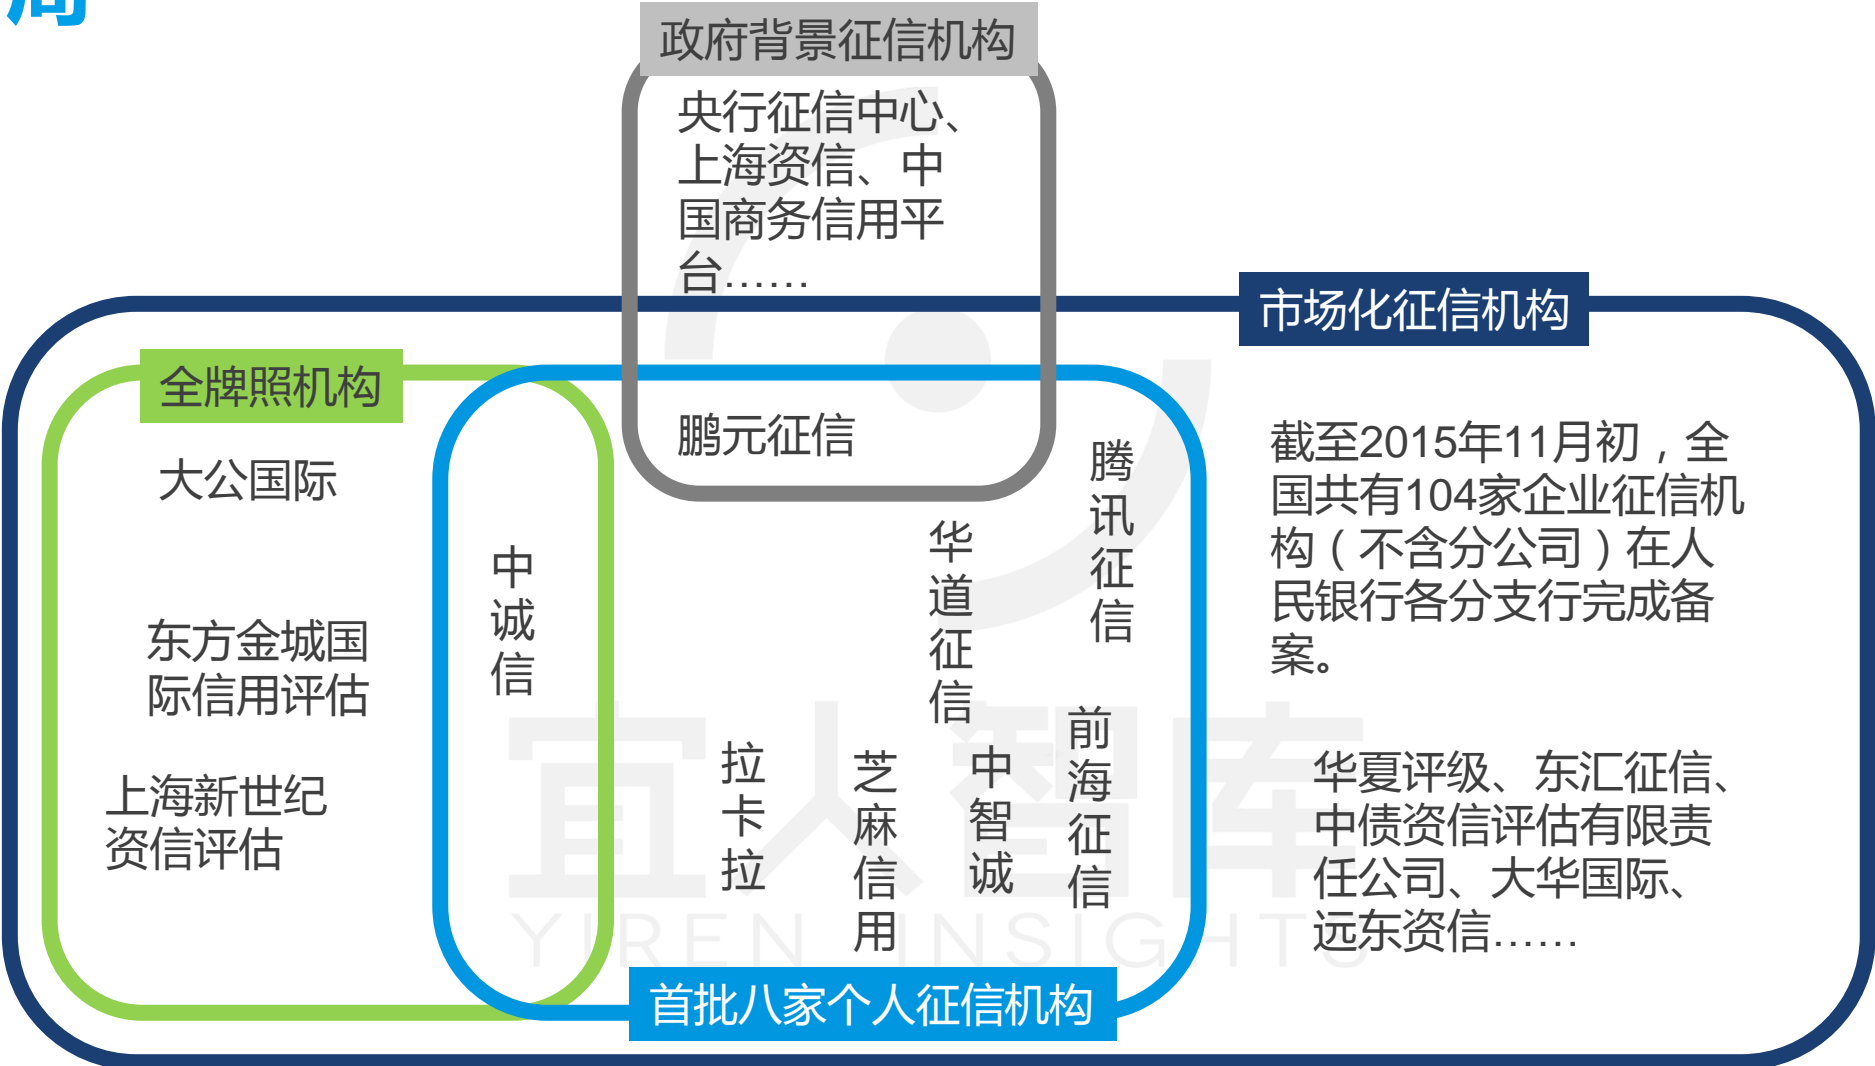 局
政府背景征信机构
央行征信中心、
上海资信、中
国商务信用平
台……
市场化征信机构
全牌照机构
大公国际
东方金城国
际信用评估
上海新世纪
资信评估
中诚信
鹏元征信
拉卡拉
芝麻信用
华道征信
中智诚
腾讯征信
前海征信
首批八家个人征信机构
截至2015年11月初，全
国共有104家企业征信机
构（不含分公司）在人
民银行各分支行完成备
案。
华夏评级、东汇征信、
中债资信评估有限责
任公司、大华国际、
远东资信……
宜人智库
YIREN INSIGHTS